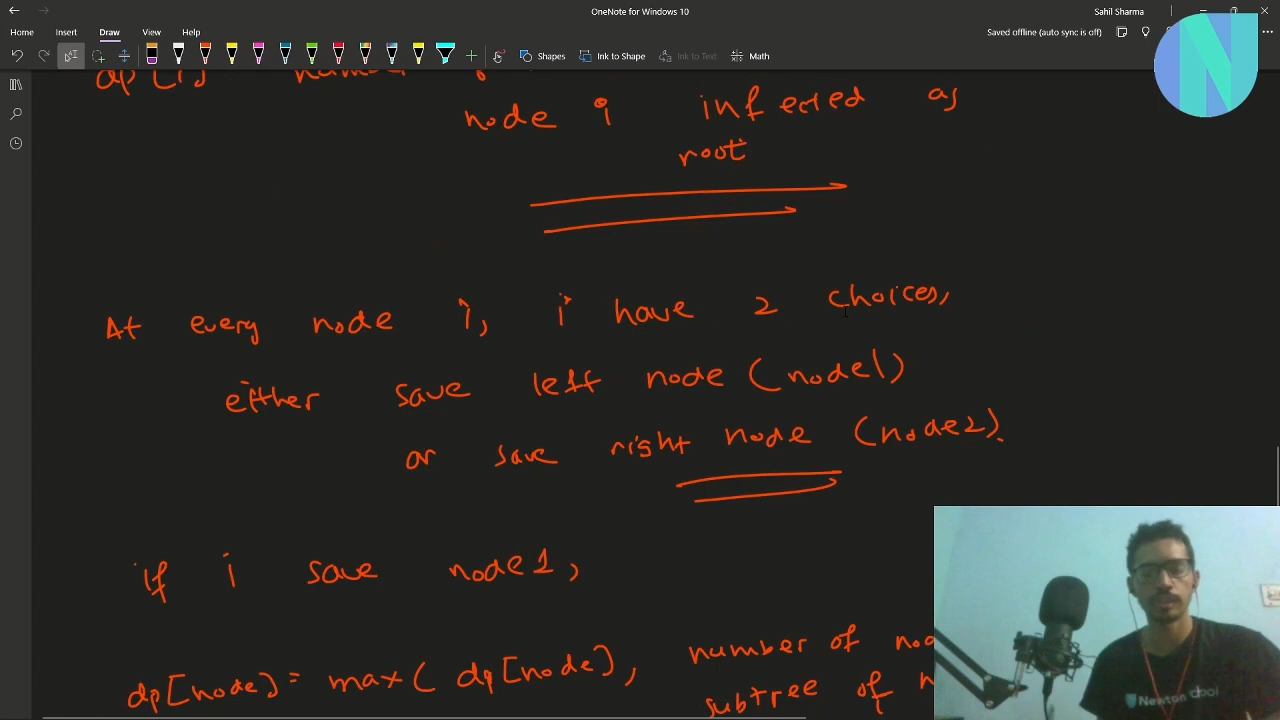 OneNote for Windows 10
Sahil Sharma
Home Insert Draw View Help
Saved offline (auto sync is off)
Shapes Ink to Shape Ink to Text Math
dp[i] number
node i infected as
root
At every node i, i have 2 choices,
either save left node (node1)
or save right node (node2).
if i save node1,
dp[node] = max( dp[node], number of
subtree of
Newton